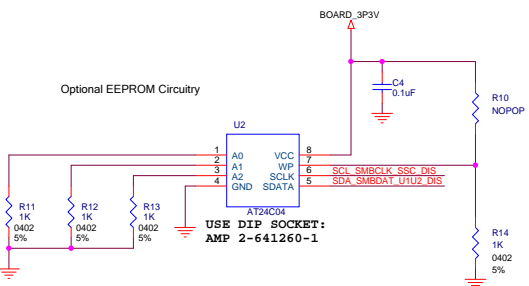 BOARD_3P3V
Optional EEPROM Circuitry
C4
0.1uF
R10
NOPOP
U2
1 A0 VCC 8
2 A1 WP 7
3 A2 SCLK 6 SCL_SMBCLK_SSC_DIS
4 GND SDATA 5 SDA_SMBDAT_U1U2_DIS
AT24C04
USE DIP SOCKET:
AMP 2-641260-1
R11
1K
0402
5%
R12
1K
0402
5%
R13
1K
0402
5%
R14
1K
0402
5%